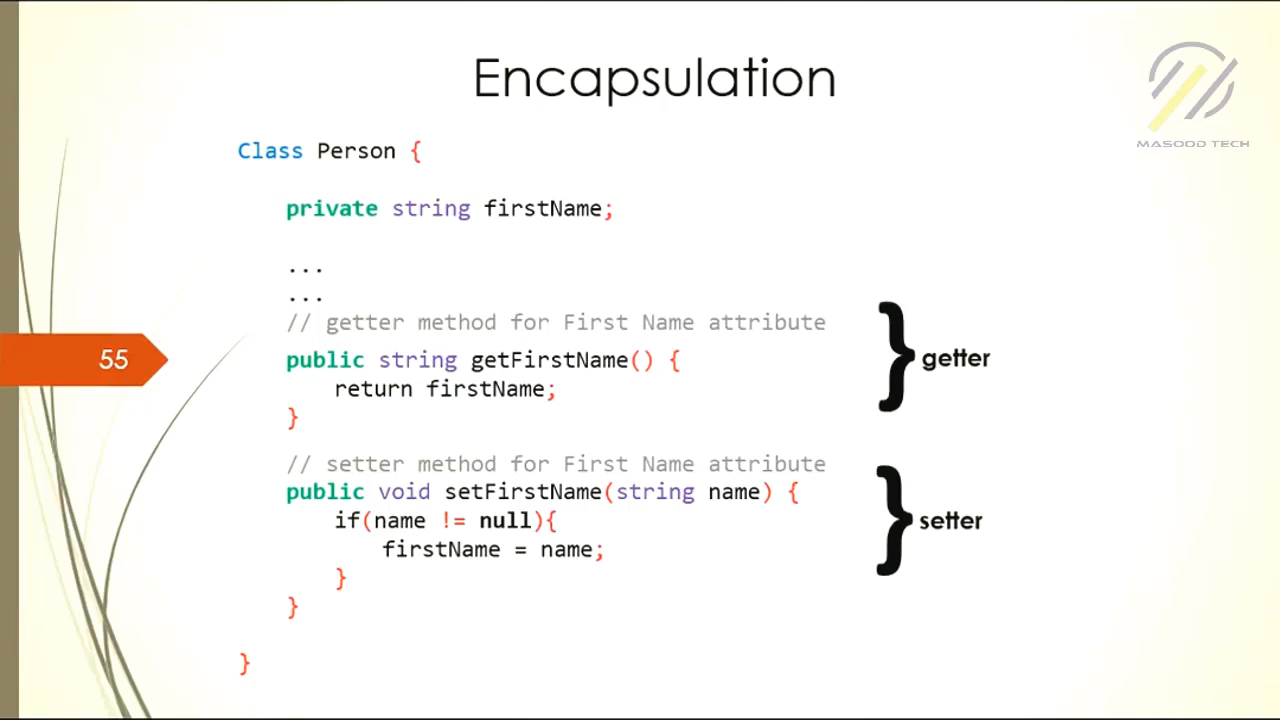 Encapsulation
MASOOD TECH
Class Person {
private string firstName;
...
...
// getter method for First Name attribute
public string getFirstName() {
return firstName;
}
getter
55
// setter method for First Name attribute
public void setFirstName(string name) {
if(name != null){
firstName = name;
}
}
setter
}